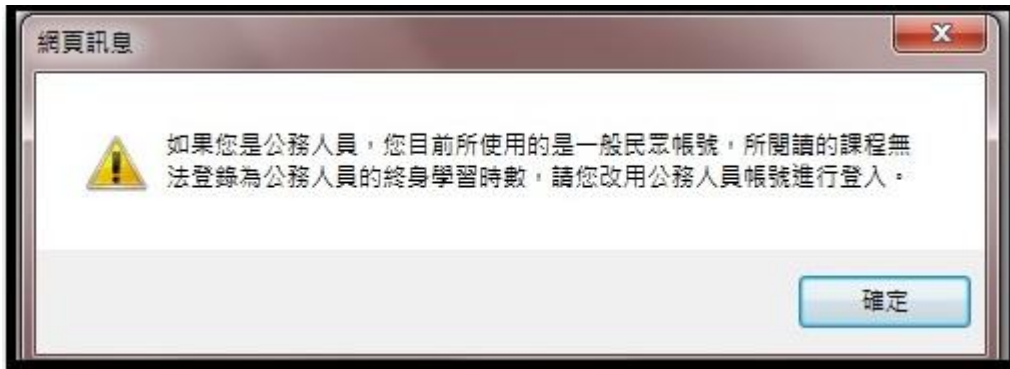 網頁訊息
如果您是公務人員，您目前所使用的是一般民眾帳號，所閱讀的課程無
法登錄為公務人員的終身學習時數，請您改用公務人員帳號進行登入。
確定